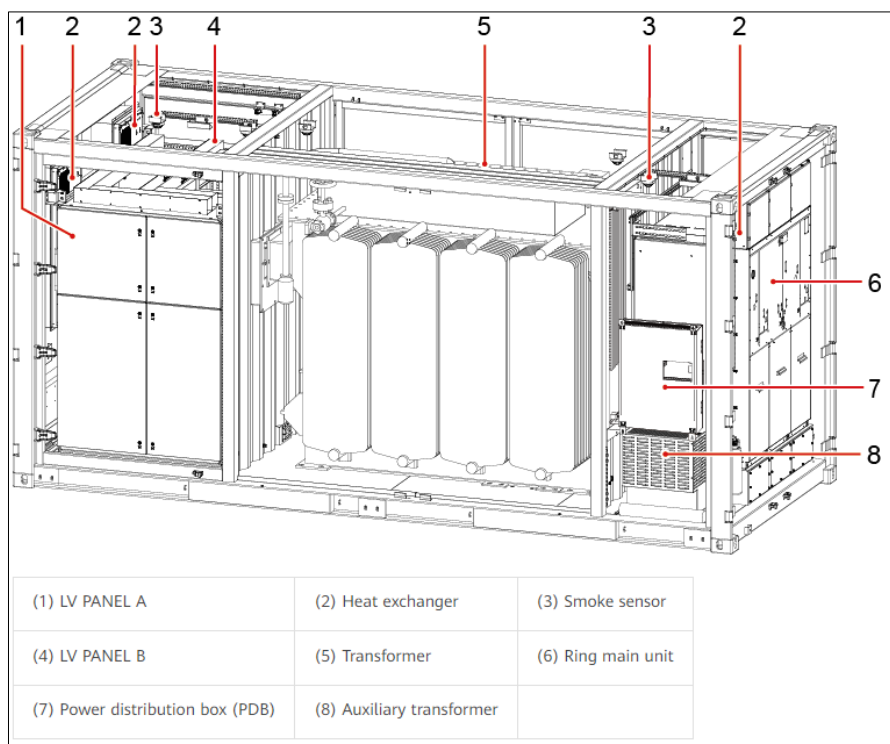 1 2 2 3 4 5 3 2
6
7
8
(1) LV PANEL A (2) Heat exchanger (3) Smoke sensor
(4) LV PANEL B (5) Transformer (6) Ring main unit
(7) Power distribution box (PDB) (8) Auxiliary transformer